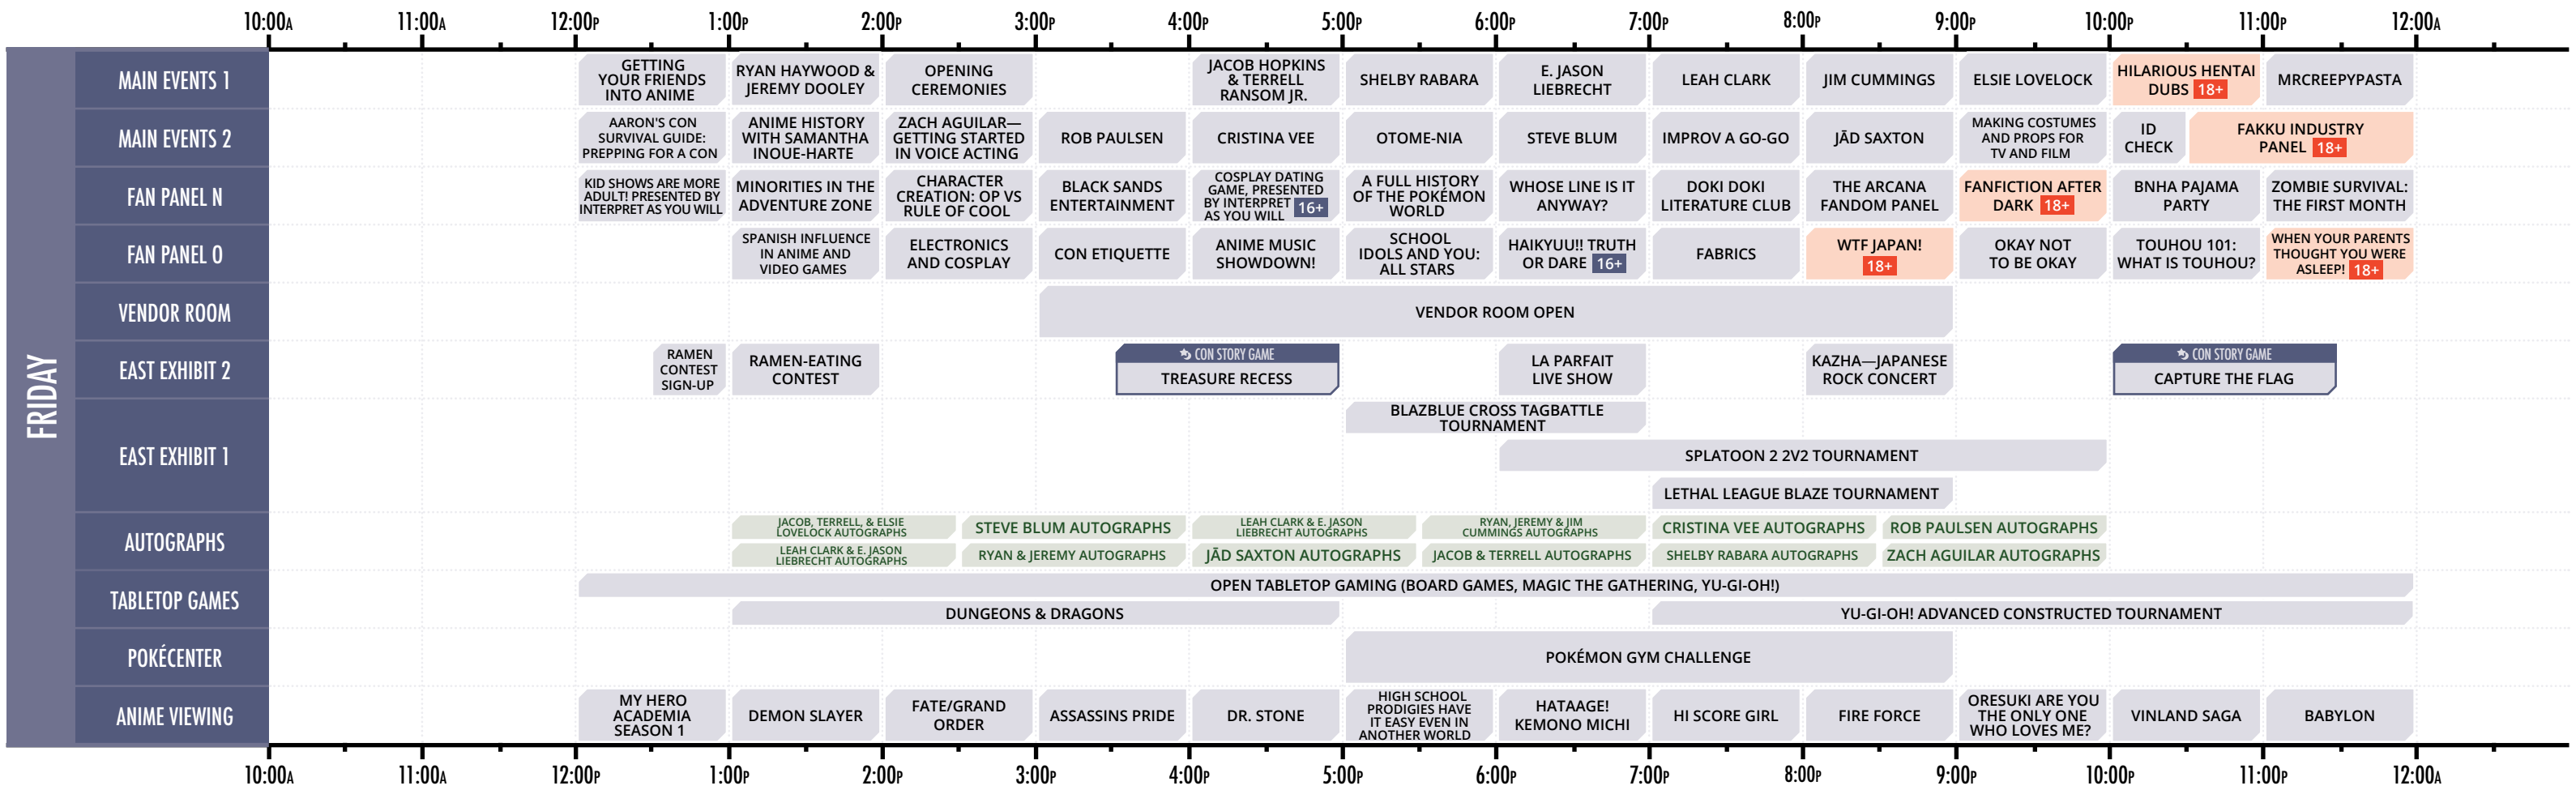 10:00A 11:00A 12:00P 1:00P 2:00P 3:00P 4:00P 5:00P 6:00P 7:00P 8:00P 9:00P 10:00P 11:00P 12:00A
FRIDAY
MAIN EVENTS 1
GETTING
YOUR FRIENDS
INTO ANIME
RYAN HAYWOOD &
JEREMY DOOLEY
OPENING
CEREMONIES
JACOB HOPKINS
& TERRELL
RANSOM JR.
SHELBY RABARA
E. JASON
LIEBRECHT
LEAH CLARK
JIM CUMMINGS
ELSIE LOVELOCK
HILARIOUS HENTAI
DUBS 18+
MRCREEPYPASTA
MAIN EVENTS 2
AARON'S CON
SURVIVAL GUIDE:
PREPPING FOR A CON
ANIME HISTORY
WITH SAMANTHA
INOUE-HARTE
ZACH AGUILAR—
GETTING STARTED
IN VOICE ACTING
ROB PAULSEN
CRISTINA VEE
OTOME-NIA
STEVE BLUM
IMPROV A GO-GO
JĀD SAXTON
MAKING COSTUMES
AND PROPS FOR
TV AND FILM
ID
CHECK
FAKKU INDUSTRY
PANEL 18+
FAN PANEL N
KID SHOWS ARE MORE
ADULT! PRESENTED BY
INTERPRET AS YOU WILL
MINORITIES IN THE
ADVENTURE ZONE
CHARACTER
CREATION: OP VS
RULE OF COOL
BLACK SANDS
ENTERTAINMENT
COSPLAY DATING
GAME, PRESENTED
BY INTERPRET
AS YOU WILL 16+
A FULL HISTORY
OF THE POKÉMON
WORLD
WHOSE LINE IS IT
ANYWAY?
DOKI DOKI
LITERATURE CLUB
THE ARCANA
FANDOM PANEL
FANFICTION AFTER
DARK 18+
BNHA PAJAMA
PARTY
ZOMBIE SURVIVAL:
THE FIRST MONTH
FAN PANEL O
SPANISH INFLUENCE
IN ANIME AND
VIDEO GAMES
ELECTRONICS
AND COSPLAY
CON ETIQUETTE
ANIME MUSIC
SHOWDOWN!
SCHOOL
IDOLS AND YOU:
ALL STARS
HAIKYUU!! TRUTH
OR DARE 16+
FABRICS
WTF JAPAN!
18+
OKAY NOT
TO BE OKAY
TOUHOU 101:
WHAT IS TOUHOU?
WHEN YOUR PARENTS
THOUGHT YOU WERE
ASLEEP! 18+
VENDOR ROOM
VENDOR ROOM OPEN
EAST EXHIBIT 2
RAMEN
CONTEST
SIGN-UP
RAMEN-EATING
CONTEST
CON STORY GAME
TREASURE RECESS
LA PARFAIT
LIVE SHOW
KAZHA—JAPANESE
ROCK CONCERT
CON STORY GAME
CAPTURE THE FLAG
EAST EXHIBIT 1
BLAZBLUE CROSS TAGBATTLE
TOURNAMENT
SPLATOON 2 2V2 TOURNAMENT
LETHAL LEAGUE BLAZE TOURNAMENT
AUTOGRAPHS
JACOB, TERRELL, & ELSIE
LOVELOCK AUTOGRAPHS
STEVE BLUM AUTOGRAPHS
LEAH CLARK & E. JASON
LIEBRECHT AUTOGRAPHS
RYAN, JEREMY & JIM
CUMMINGS AUTOGRAPHS
CRISTINA VEE AUTOGRAPHS
ROB PAULSEN AUTOGRAPHS
LEAH CLARK & E. JASON
LIEBRECHT AUTOGRAPHS
RYAN & JEREMY AUTOGRAPHS
JĀD SAXTON AUTOGRAPHS
JACOB & TERRELL AUTOGRAPHS
SHELBY RABARA AUTOGRAPHS
ZACH AGUILAR AUTOGRAPHS
TABLETOP GAMES
OPEN TABLETOP GAMING (BOARD GAMES, MAGIC THE GATHERING, YU-GI-OH!)
DUNGEONS & DRAGONS
YU-GI-OH! ADVANCED CONSTRUCTED TOURNAMENT
POKÉCENTER
POKÉMON GYM CHALLENGE
ANIME VIEWING
MY HERO
ACADEMIA
SEASON 1
DEMON SLAYER
FATE/GRAND
ORDER
ASSASSINS PRIDE
DR. STONE
HIGH SCHOOL
PRODIGIES HAVE
IT EASY EVEN IN
ANOTHER WORLD
HATAAGE!
KEMONO MICHI
HI SCORE GIRL
FIRE FORCE
ORESUKI ARE YOU
THE ONLY ONE
WHO LOVES ME?
VINLAND SAGA
BABYLON
10:00A 11:00A 12:00P 1:00P 2:00P 3:00P 4:00P 5:00P 6:00P 7:00P 8:00P 9:00P 10:00P 11:00P 12:00A